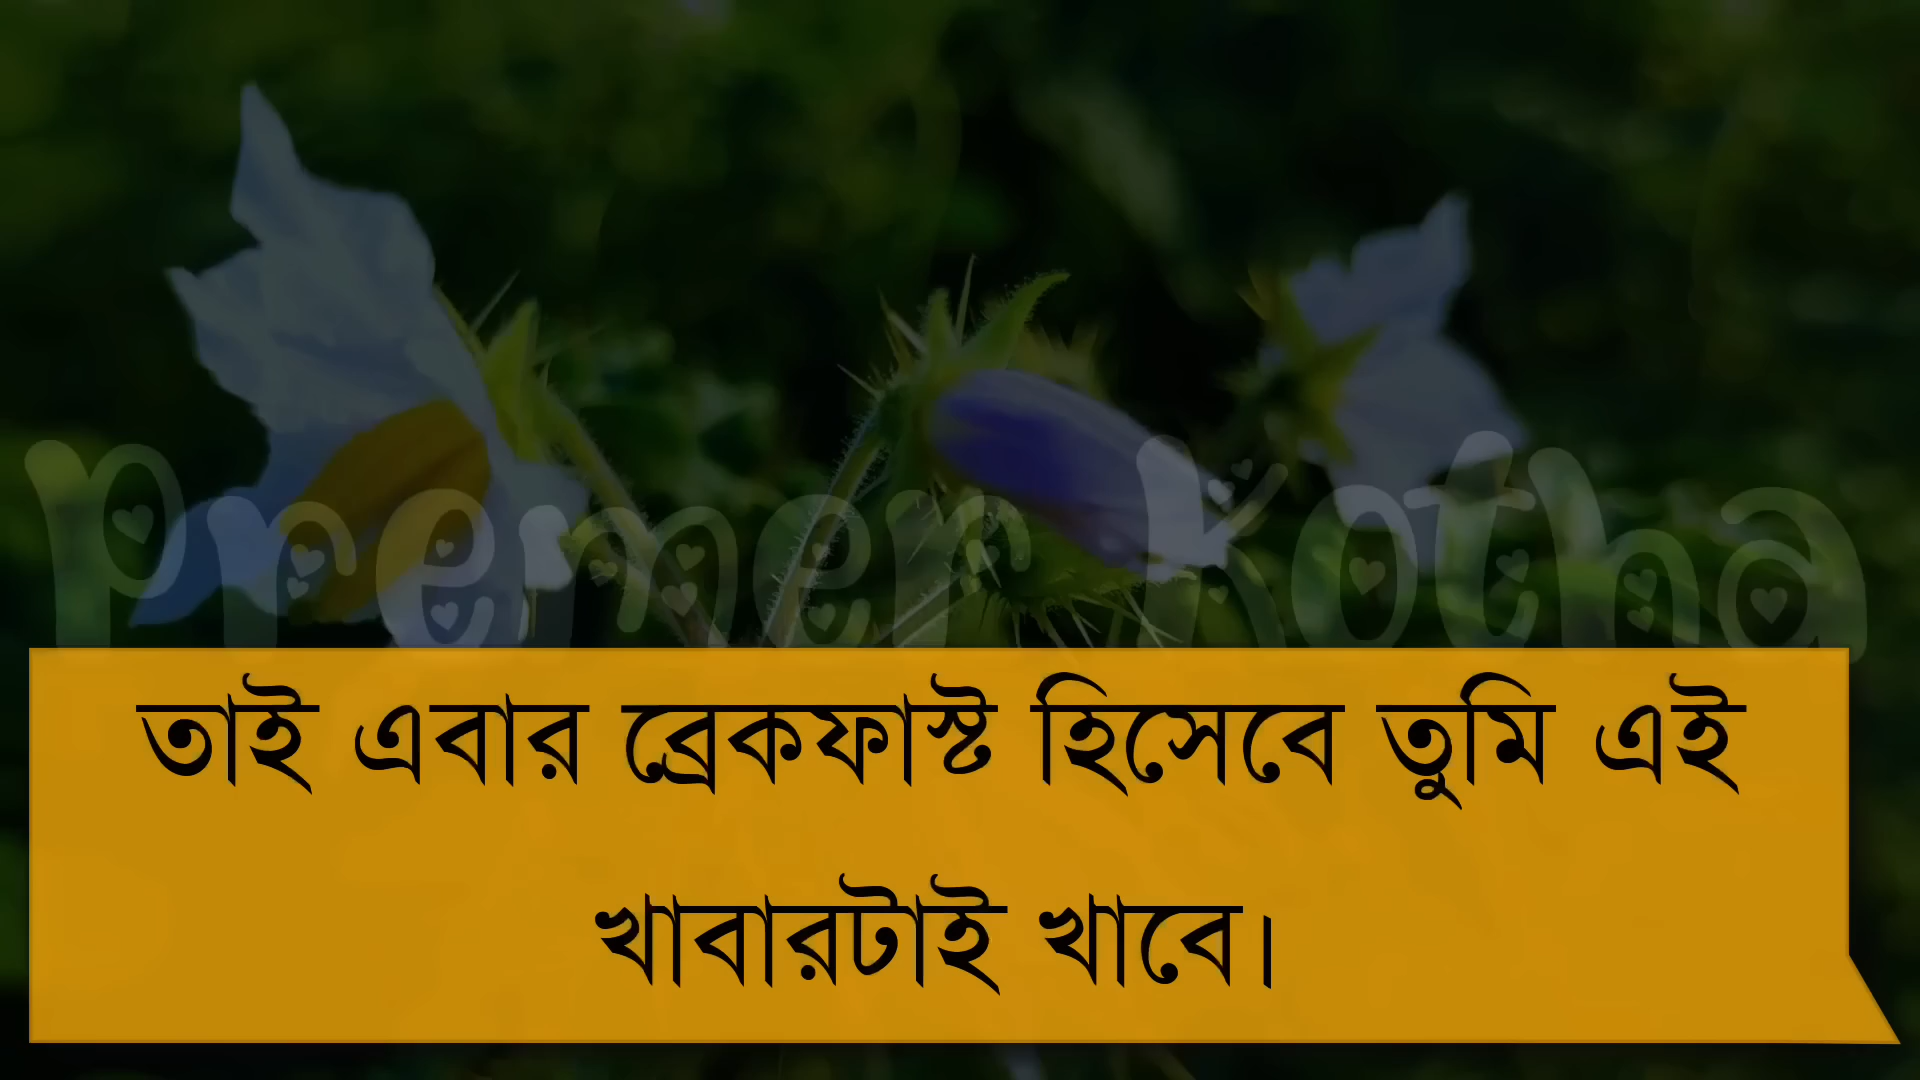 Premer Kotha
তাই এবার ব্রেকফাস্ট হিসেবে তুমি এই
খাবারটাই খাবে।